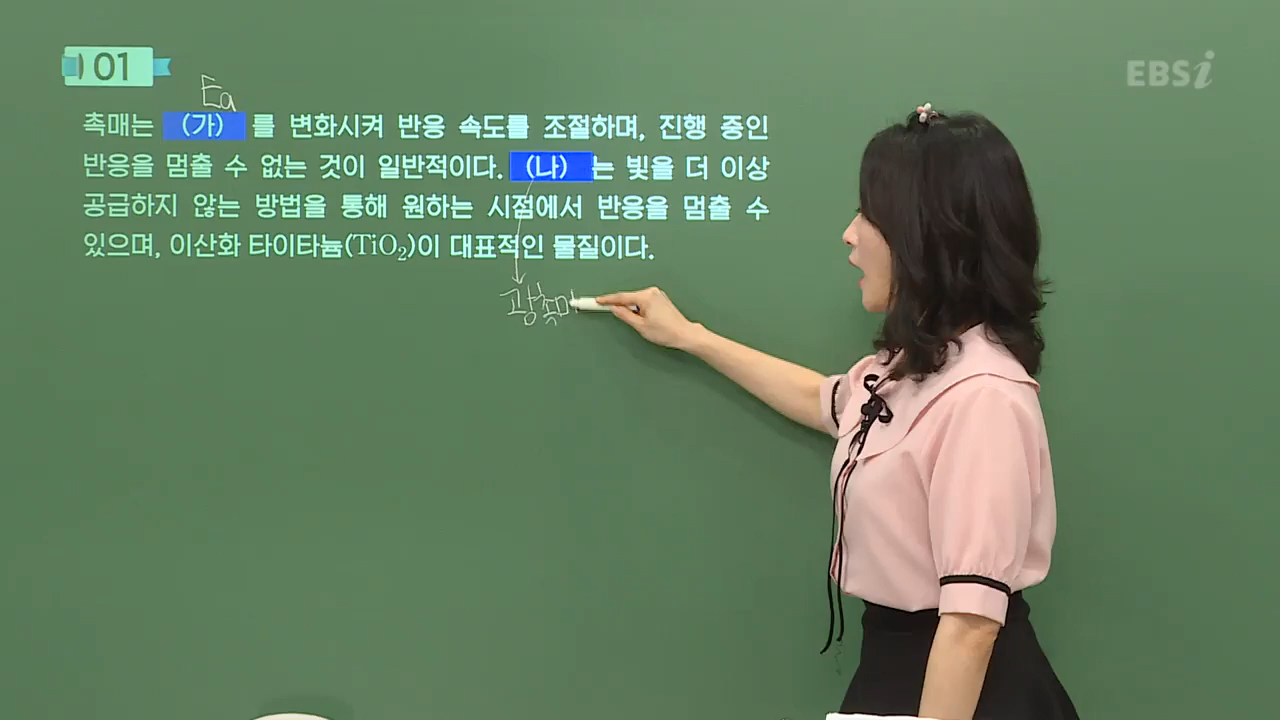 01
EBSi
Ea
촉매는 (가) 를 변화시켜 반응 속도를 조절하며, 진행 중인
반응을 멈출 수 없는 것이 일반적이다. (나) 는 빛을 더 이상
공급하지 않는 방법을 통해 원하는 시점에서 반응을 멈출 수
있으며, 이산화 타이타늄(TiO₂)이 대표적인 물질이다.
광촉매